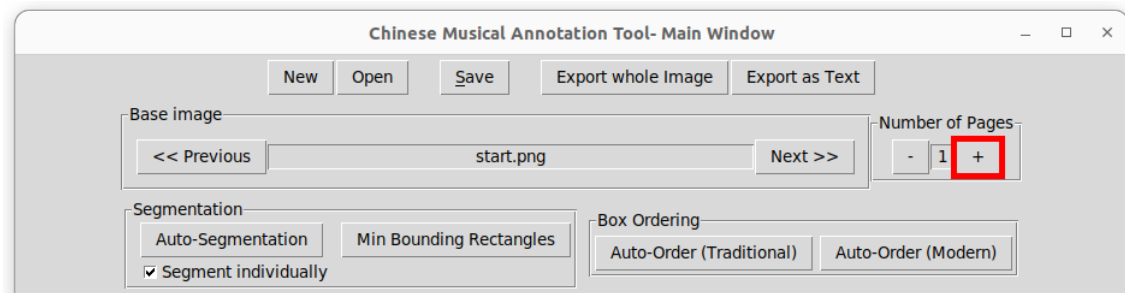 Chinese Musical Annotation Tool- Main Window
New Open Save Export whole Image Export as Text
Base image
Number of Pages
<< Previous start.png Next >> - 1 +
Segmentation
Box Ordering
Auto-Segmentation Min Bounding Rectangles Auto-Order (Traditional) Auto-Order (Modern)
Segment individually